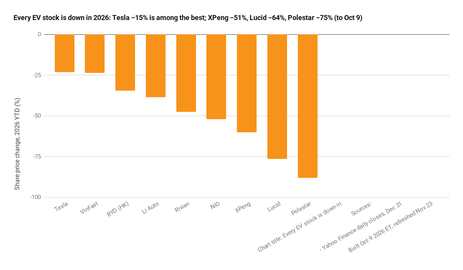 Every EV stock is down in 2026: Tesla −15% is among the best; XPeng −51%, Lucid −64%, Polestar −75% (to Oct 9)
Share price change, 2026 YTD (%)
0
-25
-50
-75
-100
Tesla
VinFast
BYD (HK)
Li Auto
Rivian
NIO
XPeng
Lucid
Polestar
Chart title: Every EV stock is down in
Sources:
- Yahoo Finance daily closes, Dec 31
Built Oct 9 2026 ET, refreshed Nov 23